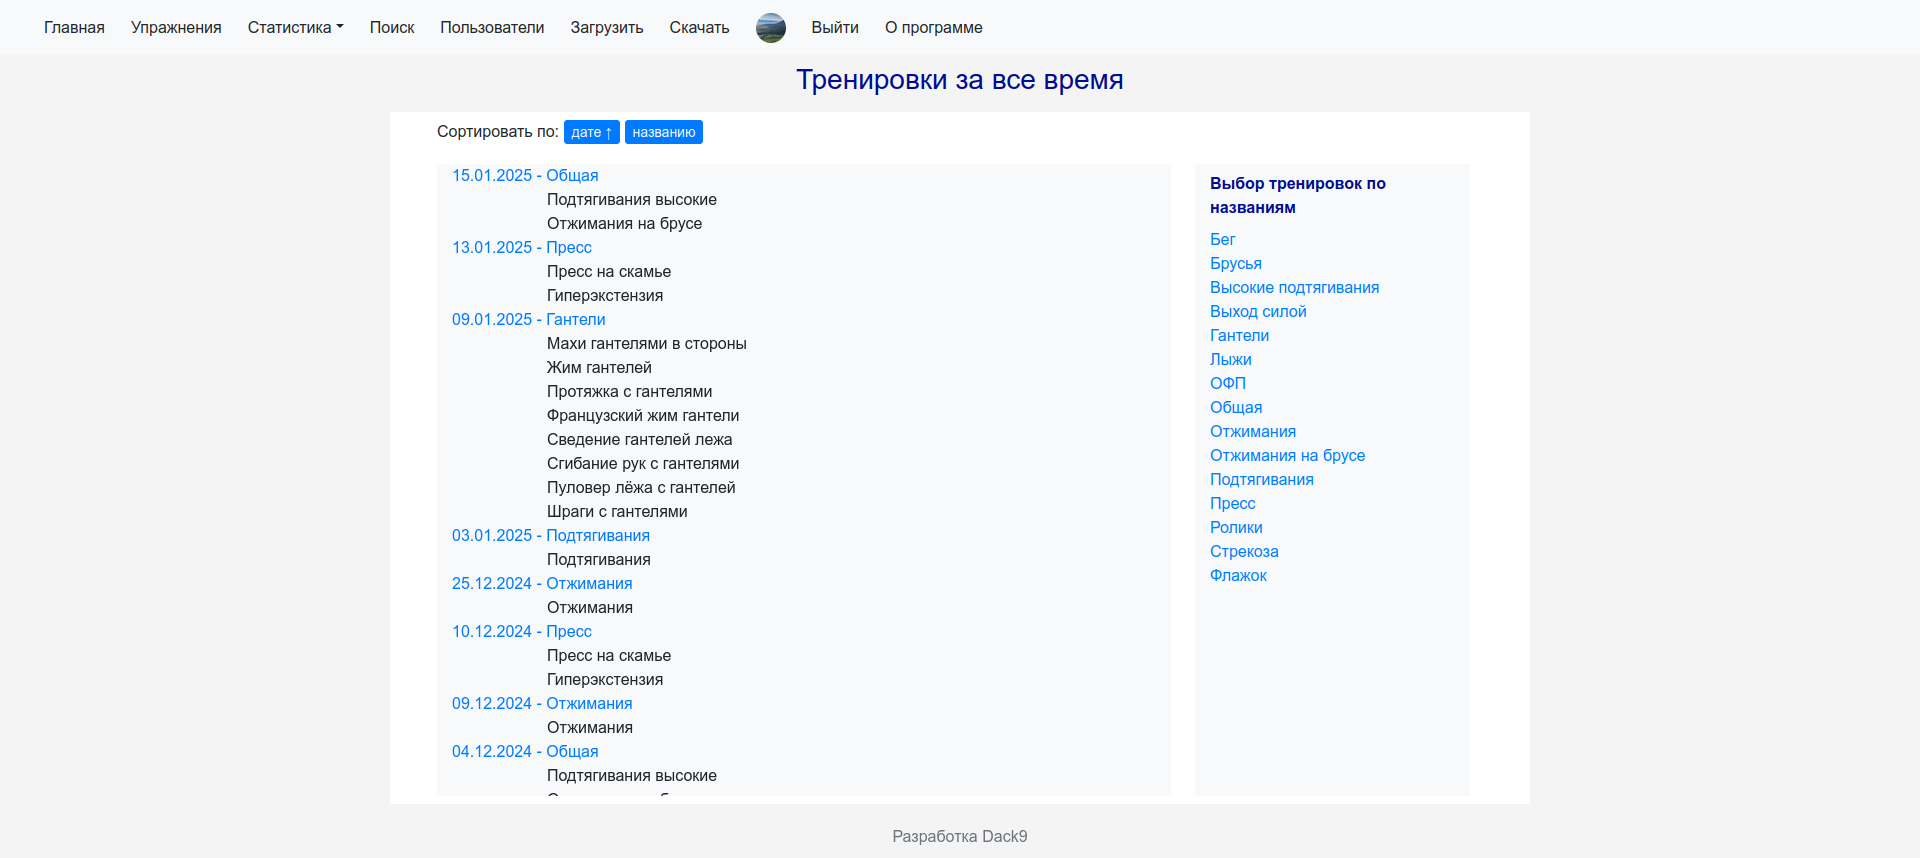 Главная Упражнения Статистика Поиск Пользователи Загрузить Скачать Выйти О программе
Тренировки за все время
Сортировать по: дате ↑ названию
15.01.2025 - Общая
Подтягивания высокие
Отжимания на брусе
13.01.2025 - Пресс
Пресс на скамье
Гиперэкстензия
09.01.2025 - Гантели
Махи гантелями в стороны
Жим гантелей
Протяжка с гантелями
Французский жим гантели
Сведение гантелей лежа
Сгибание рук с гантелями
Пуловер лёжа с гантелей
Шраги с гантелями
03.01.2025 - Подтягивания
Подтягивания
25.12.2024 - Отжимания
Отжимания
10.12.2024 - Пресс
Пресс на скамье
Гиперэкстензия
09.12.2024 - Отжимания
Отжимания
04.12.2024 - Общая
Подтягивания высокие
Выбор тренировок по
названиям
Бег
Брусья
Высокие подтягивания
Выход силой
Гантели
Лыжи
ОФП
Общая
Отжимания
Отжимания на брусе
Подтягивания
Пресс
Ролики
Стрекоза
Флажок
Разработка Dack9